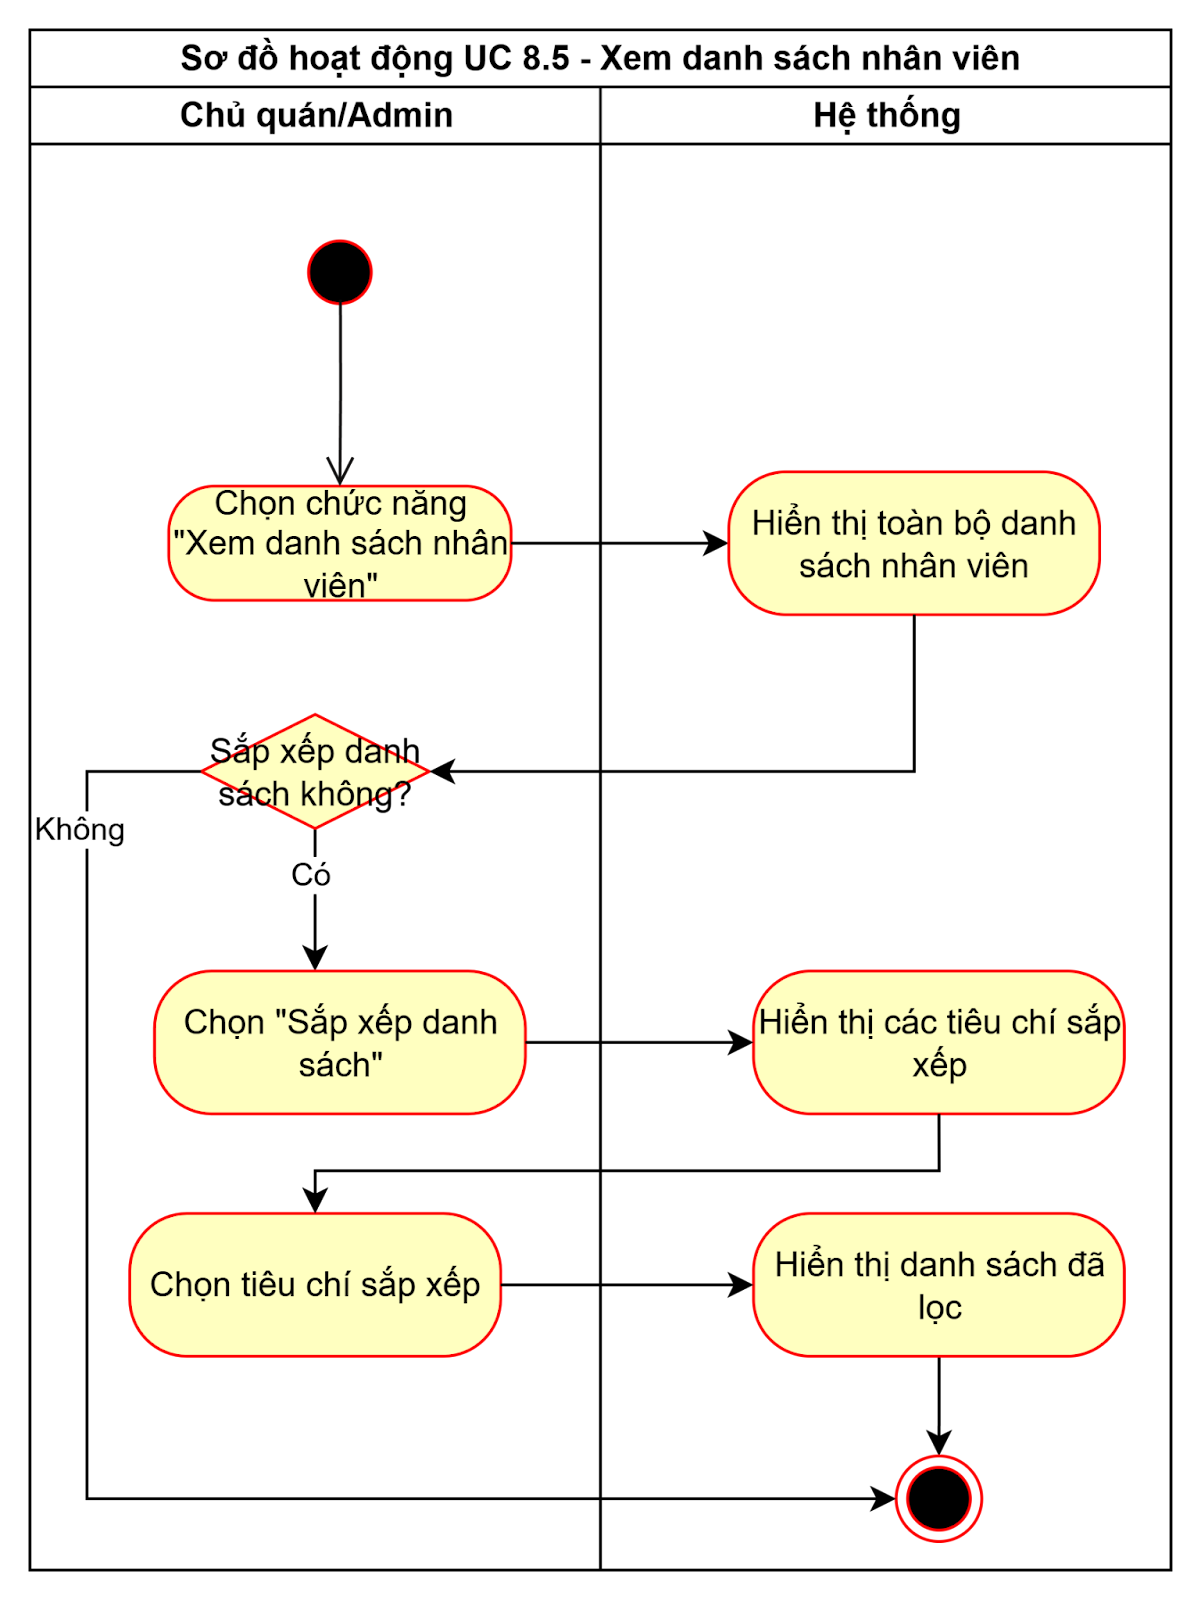 Sơ đồ hoạt động UC 8.5 - Xem danh sách nhân viên
Chủ quán/Admin
Hệ thống
Chọn chức năng
"Xem danh sách nhân
viên"
Hiển thị toàn bộ danh
sách nhân viên
Sắp xếp danh
sách không?
Không
Có
Chọn "Sắp xếp danh
sách"
Hiển thị các tiêu chí sắp
xếp
Chọn tiêu chí sắp xếp
Hiển thị danh sách đã
lọc